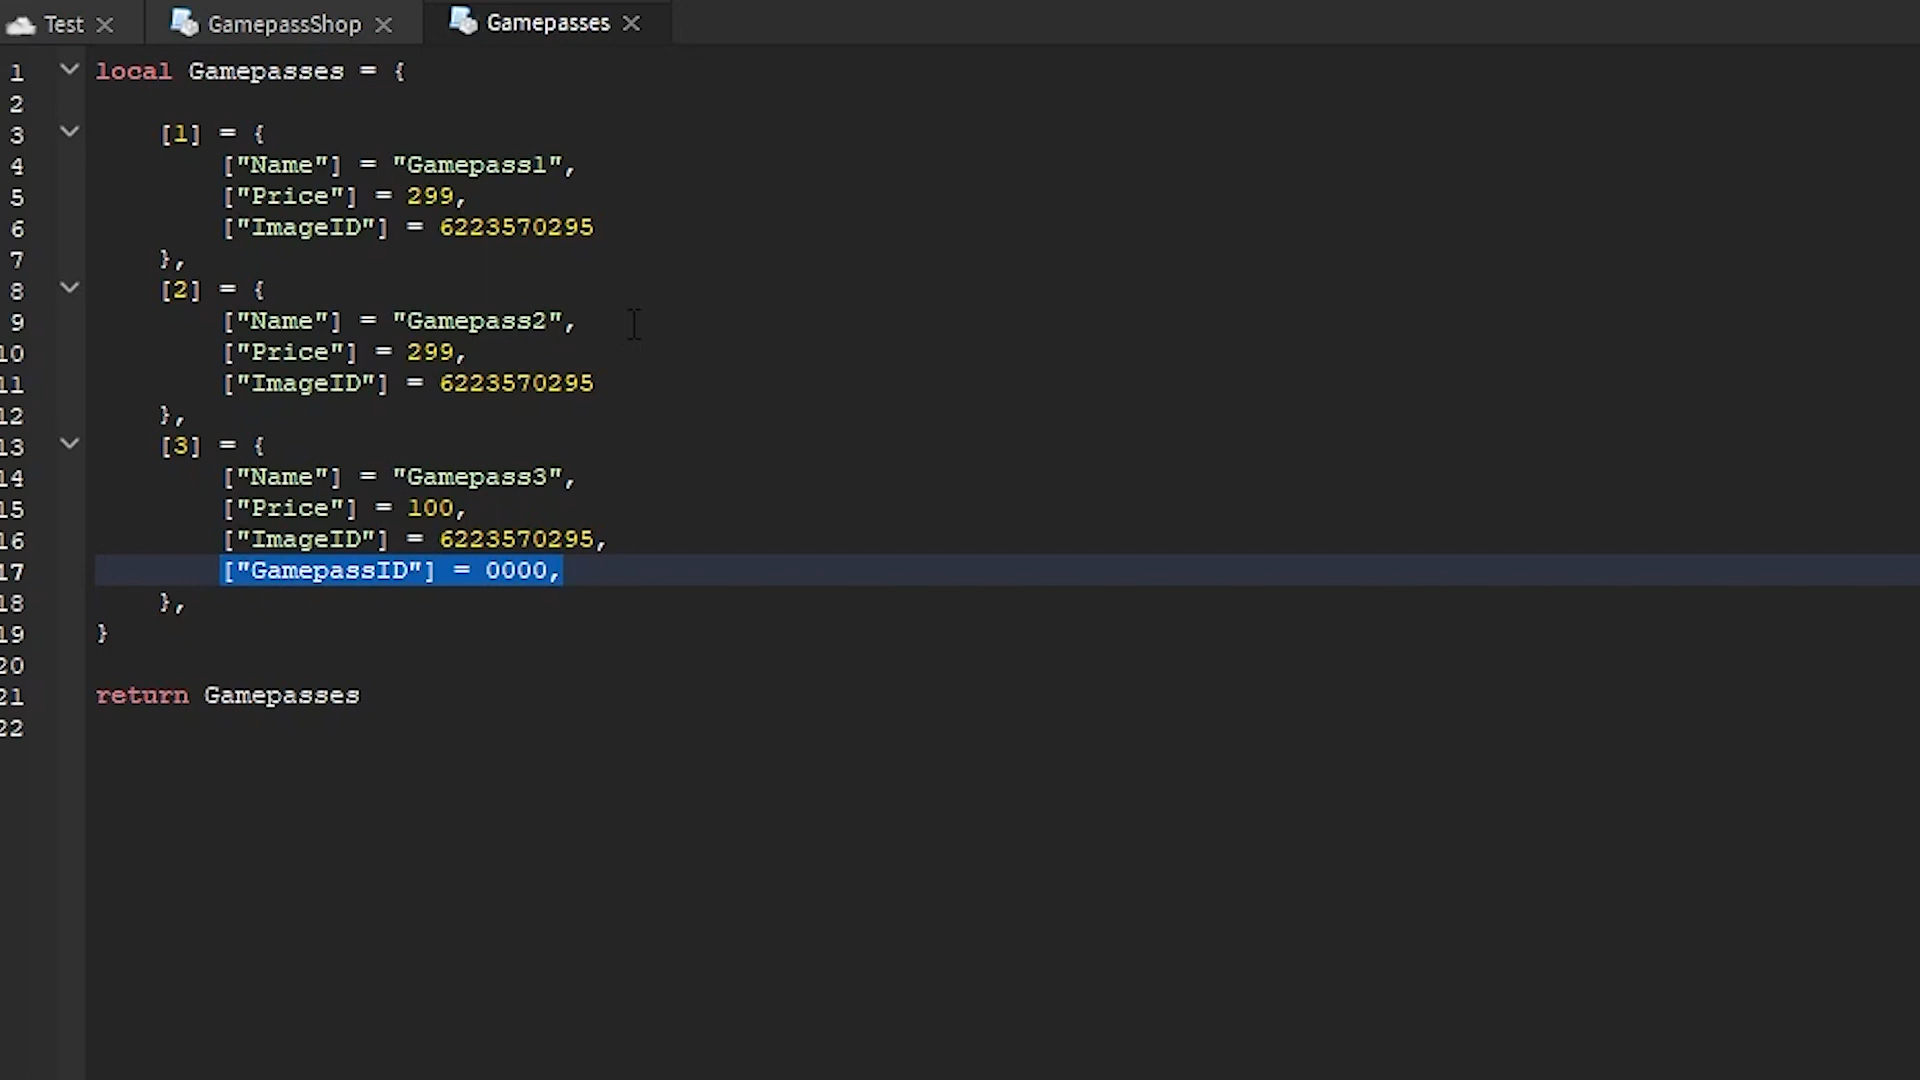 Test GamepassShop Gamepasses
1 local Gamepasses = {
2
3 [1] = {
4 ["Name"] = "Gamepass1",
5 ["Price"] = 299,
6 ["ImageID"] = 6223570295
7 },
8 [2] = {
9 ["Name"] = "Gamepass2",
10 ["Price"] = 299,
11 ["ImageID"] = 6223570295
12 },
13 [3] = {
14 ["Name"] = "Gamepass3",
15 ["Price"] = 100,
16 ["ImageID"] = 6223570295,
17 ["GamepassID"] = 0000,
18 },
19 }
20
21 return Gamepasses
22